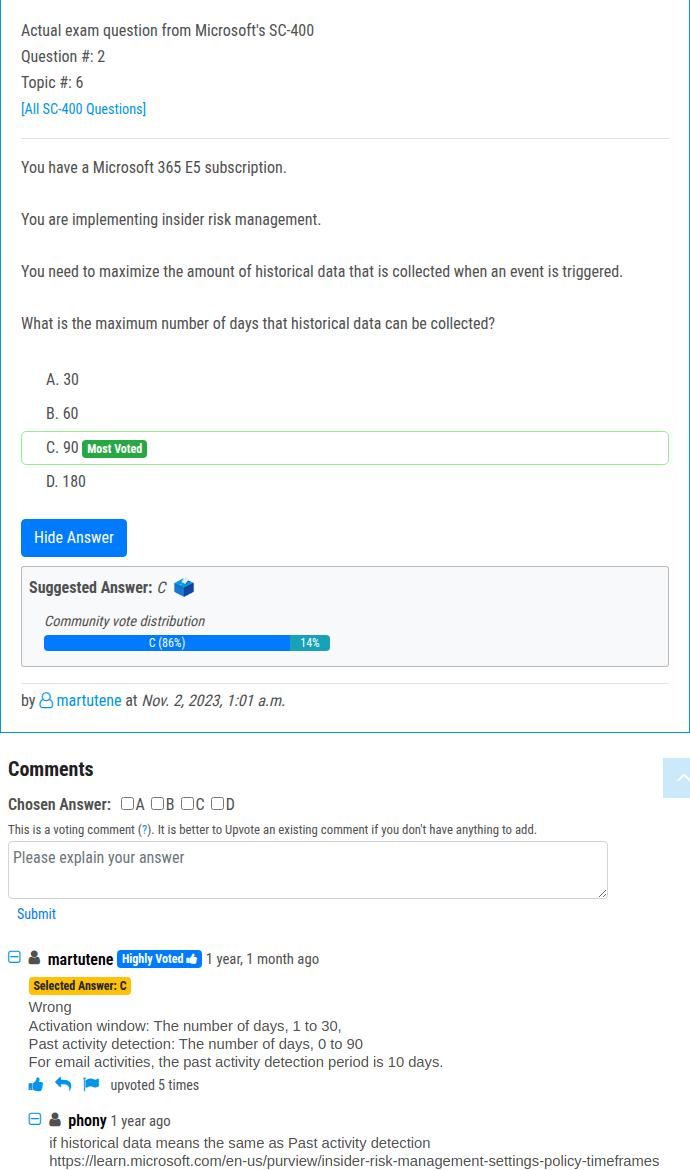 Actual exam question from Microsoft's SC-400
Question #: 2
Topic #: 6
[All SC-400 Questions]
You have a Microsoft 365 E5 subscription.
You are implementing insider risk management.
You need to maximize the amount of historical data that is collected when an event is triggered.
What is the maximum number of days that historical data can be collected?
A. 30
B. 60
C. 90 Most Voted
D. 180
Hide Answer
Suggested Answer: C
Community vote distribution
C (86%) 14%
by martutene at Nov. 2, 2023, 1:01 a.m.
Comments
Chosen Answer: A B C D
This is a voting comment (?). It is better to Upvote an existing comment if you don't have anything to add.
Please explain your answer
Submit
martutene Highly Voted 1 year, 1 month ago
Selected Answer: C
Wrong
Activation window: The number of days, 1 to 30,
Past activity detection: The number of days, 0 to 90
For email activities, the past activity detection period is 10 days.
upvoted 5 times
phony 1 year ago
if historical data means the same as Past activity detection
https://learn.microsoft.com/en-us/purview/insider-risk-management-settings-policy-timeframes